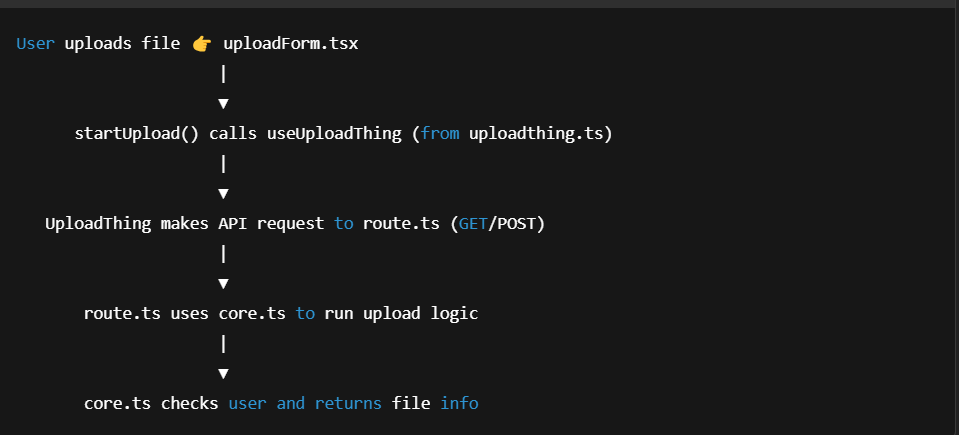 User uploads file 👉 uploadForm.tsx
|
▼
startUpload() calls useUploadThing (from uploadthing.ts)
|
▼
UploadThing makes API request to route.ts (GET/POST)
|
▼
route.ts uses core.ts to run upload logic
|
▼
core.ts checks user and returns file info